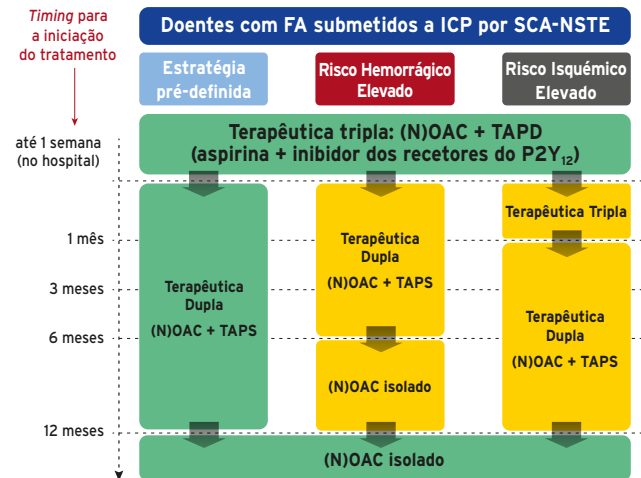 Timing para
a iniciação
do tratamento
Doentes com FA submetidos a ICP por SCA-NSTE
Estratégia
pré-definida
Risco Hemorrágico
Elevado
Risco Isquémico
Elevado
até 1 semana
(no hospital)
Terapêutica tripla: (N)OAC + TAPD
(aspirina + inibidor dos recetores do P2Y₁₂)
Terapêutica Tripla
1 mês
Terapêutica
Dupla
(N)OAC + TAPS
3 meses
Terapêutica
Dupla
(N)OAC + TAPS
Terapêutica
Dupla
(N)OAC + TAPS
6 meses
(N)OAC isolado
12 meses
(N)OAC isolado